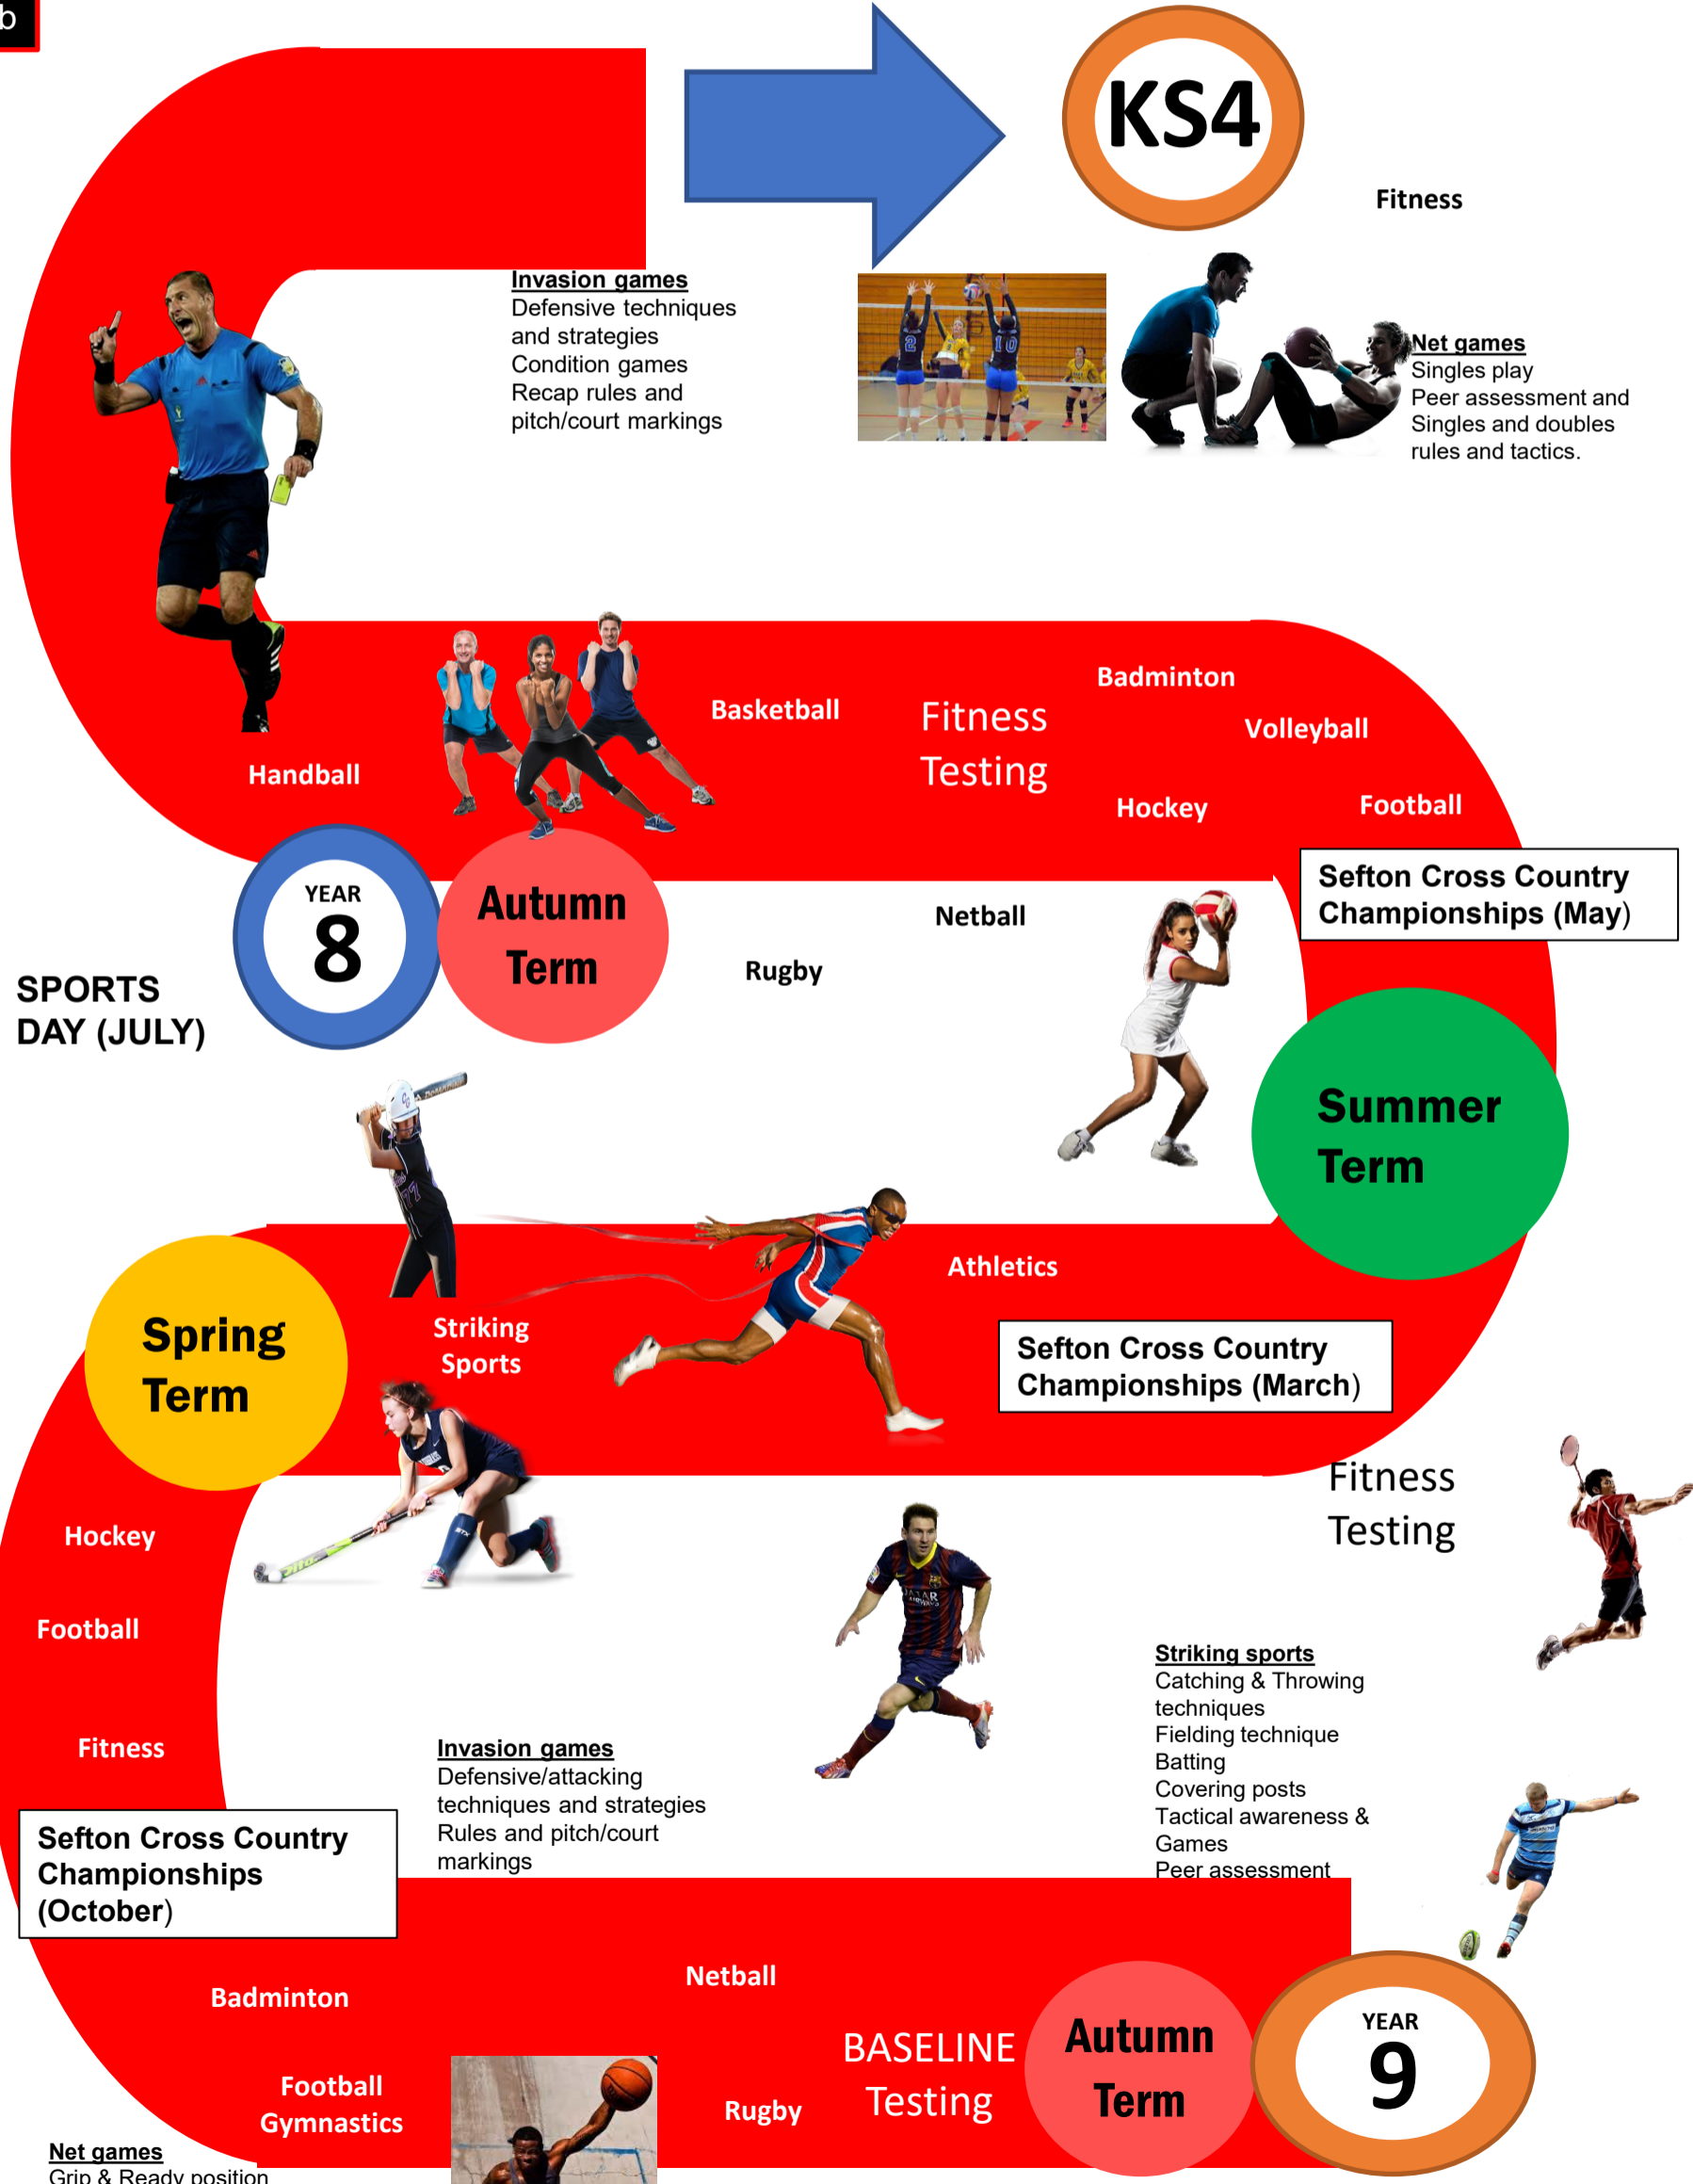 b
KS4
Fitness
Invasion games
Defensive techniques
and strategies
Condition games
Recap rules and
pitch/court markings
2
10
Net games
Singles play
Peer assessment and
Singles and doubles
rules and tactics.
Handball
Basketball
Fitness
Testing
Badminton
Volleyball
Hockey
Football
Sefton Cross Country
Championships (May)
YEAR
8
Autumn
Term
Netball
Rugby
SPORTS
DAY (JULY)
Summer
Term
77
Athletics
Striking
Sports
Spring
Term
Sefton Cross Country
Championships (March)
Fitness
Testing
Hockey
Football
Fitness
STX
QATAR
AIRWAYS
Striking sports
Catching & Throwing
techniques
Fielding technique
Batting
Covering posts
Tactical awareness &
Games
Peer assessment
Invasion games
Defensive/attacking
techniques and strategies
Rules and pitch/court
markings
Sefton Cross Country
Championships
(October)
Badminton
Netball
BASELINE
Testing
Autumn
Term
YEAR
9
Football
Gymnastics
Rugby
Net games
Grip & Ready position